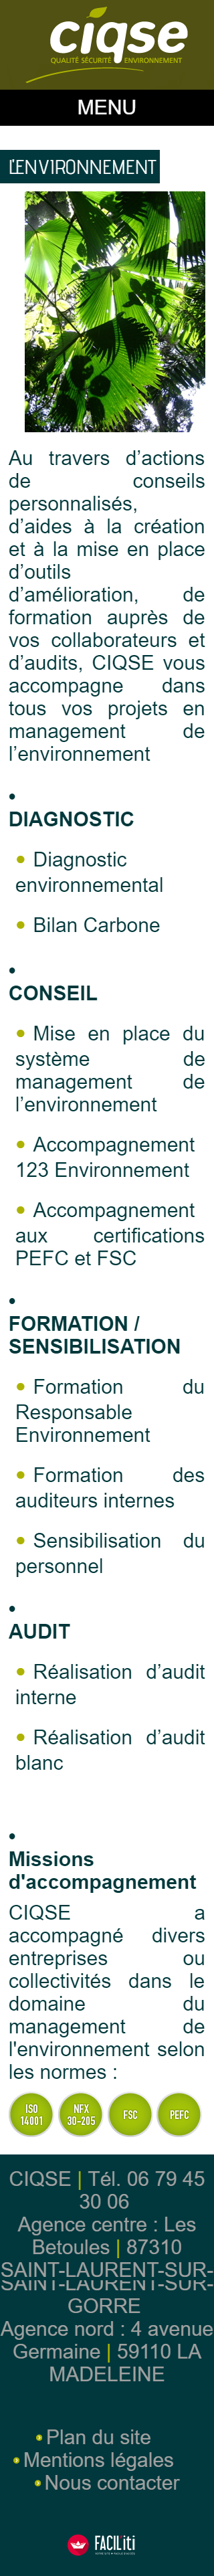 ciqse
QUALITÉ SÉCURITÉ ENVIRONNEMENT
MENU
L'ENVIRONNEMENT
Au travers d’actions
de conseils
personnalisés,
d’aides à la création
et à la mise en place
d’outils
d’amélioration, de
formation auprès de
vos collaborateurs et
d’audits, CIQSE vous
accompagne dans
tous vos projets en
management de
l’environnement
•
DIAGNOSTIC
• Diagnostic
environnemental
• Bilan Carbone
•
CONSEIL
• Mise en place du
système de
management de
l’environnement
• Accompagnement
123 Environnement
• Accompagnement
aux certifications
PEFC et FSC
•
FORMATION /
SENSIBILISATION
• Formation du
Responsable
Environnement
• Formation des
auditeurs internes
• Sensibilisation du
personnel
•
AUDIT
• Réalisation d’audit
interne
• Réalisation d’audit
blanc
•
Missions
d'accompagnement
CIQSE a
accompagné divers
entreprises ou
collectivités dans le
domaine du
management de
l'environnement selon
les normes :
ISO 14001
NFX 30-205
FSC
PEFC
CIQSE | Tél. 06 79 45
30 06
Agence centre : Les
Betoules | 87310
SAINT-LAURENT-SUR-
SAINT-LAURENT-SUR-
GORRE
Agence nord : 4 avenue
Germaine | 59110 LA
MADELEINE
Plan du site
Mentions légales
Nous contacter
FACILiti